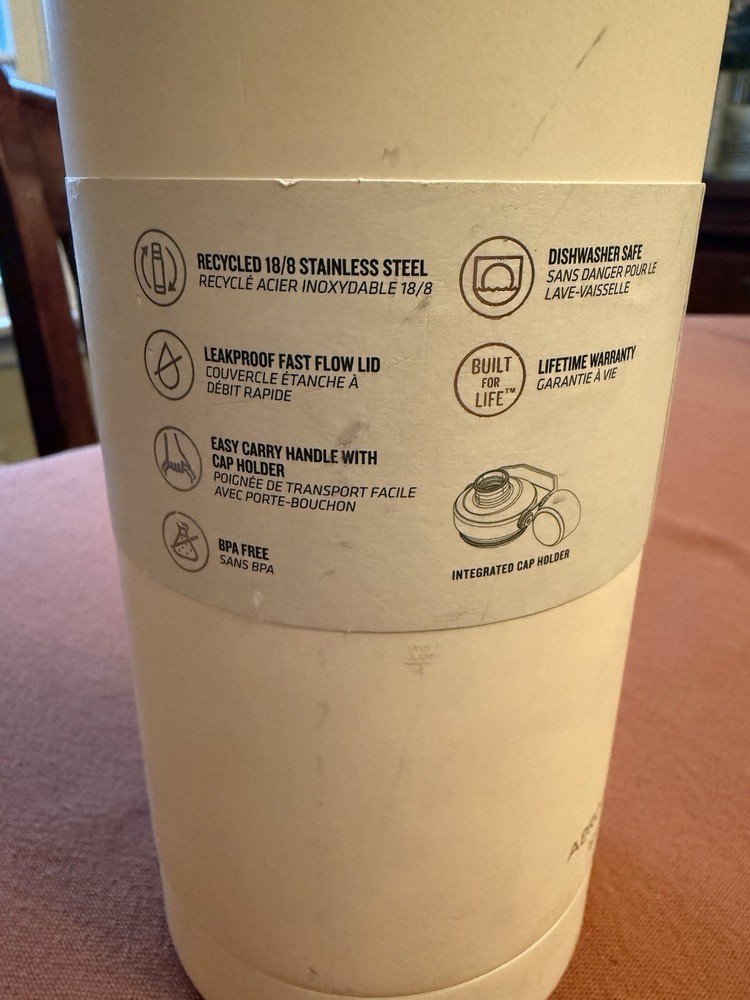 RECYCLED 18/8 STAINLESS STEEL
RECYCLÉ ACIER INOXYDABLE 18/8
LEAKPROOF FAST FLOW LID
COUVERCLE ÉTANCHE À
DÉBIT RAPIDE
EASY CARRY HANDLE WITH
CAP HOLDER
POIGNÉE DE TRANSPORT FACILE
AVEC PORTE-BOUCHON
BPA FREE
SANS BPA
DISHWASHER SAFE
SANS DANGER POUR LE
LAVE-VAISSELLE
BUILT
FOR
LIFE™
LIFETIME WARRANTY
GARANTIE À VIE
INTEGRATED CAP HOLDER